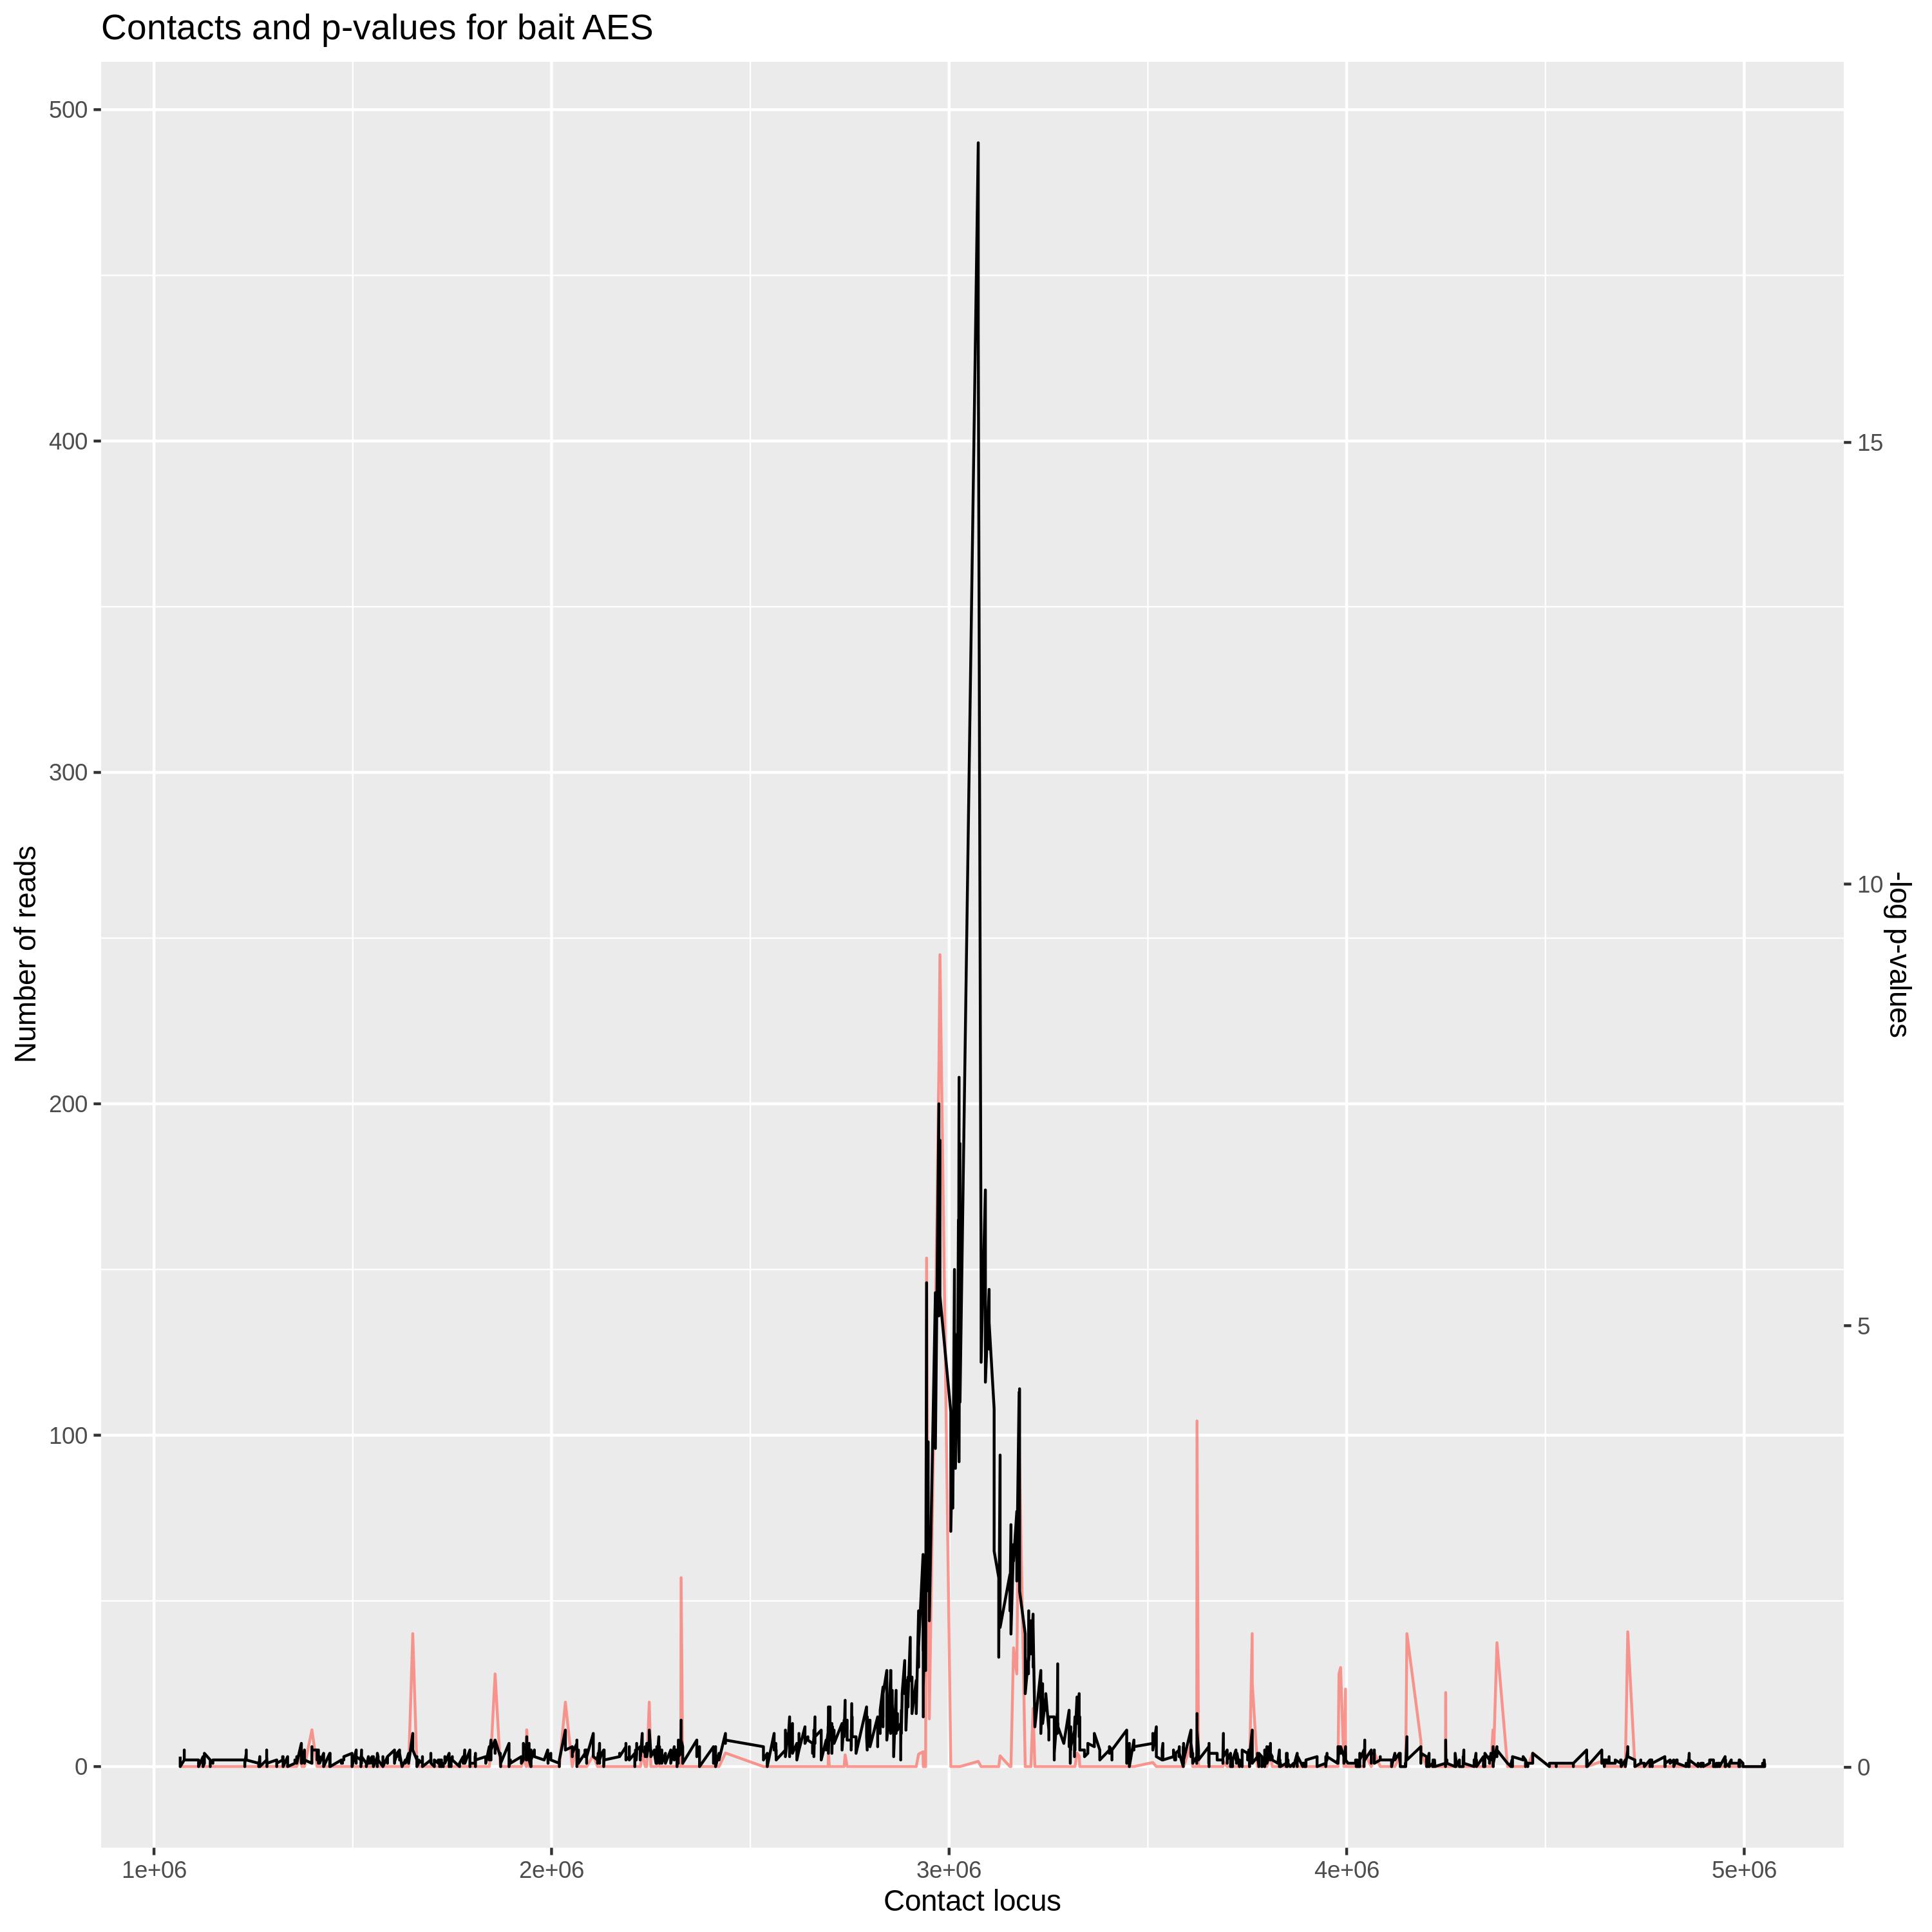 Contacts and p-values for bait AES
500
400
300
200
100
0
Number of reads
15
10
5
0
-log p-values
1e+06
2e+06
3e+06
4e+06
5e+06
Contact locus